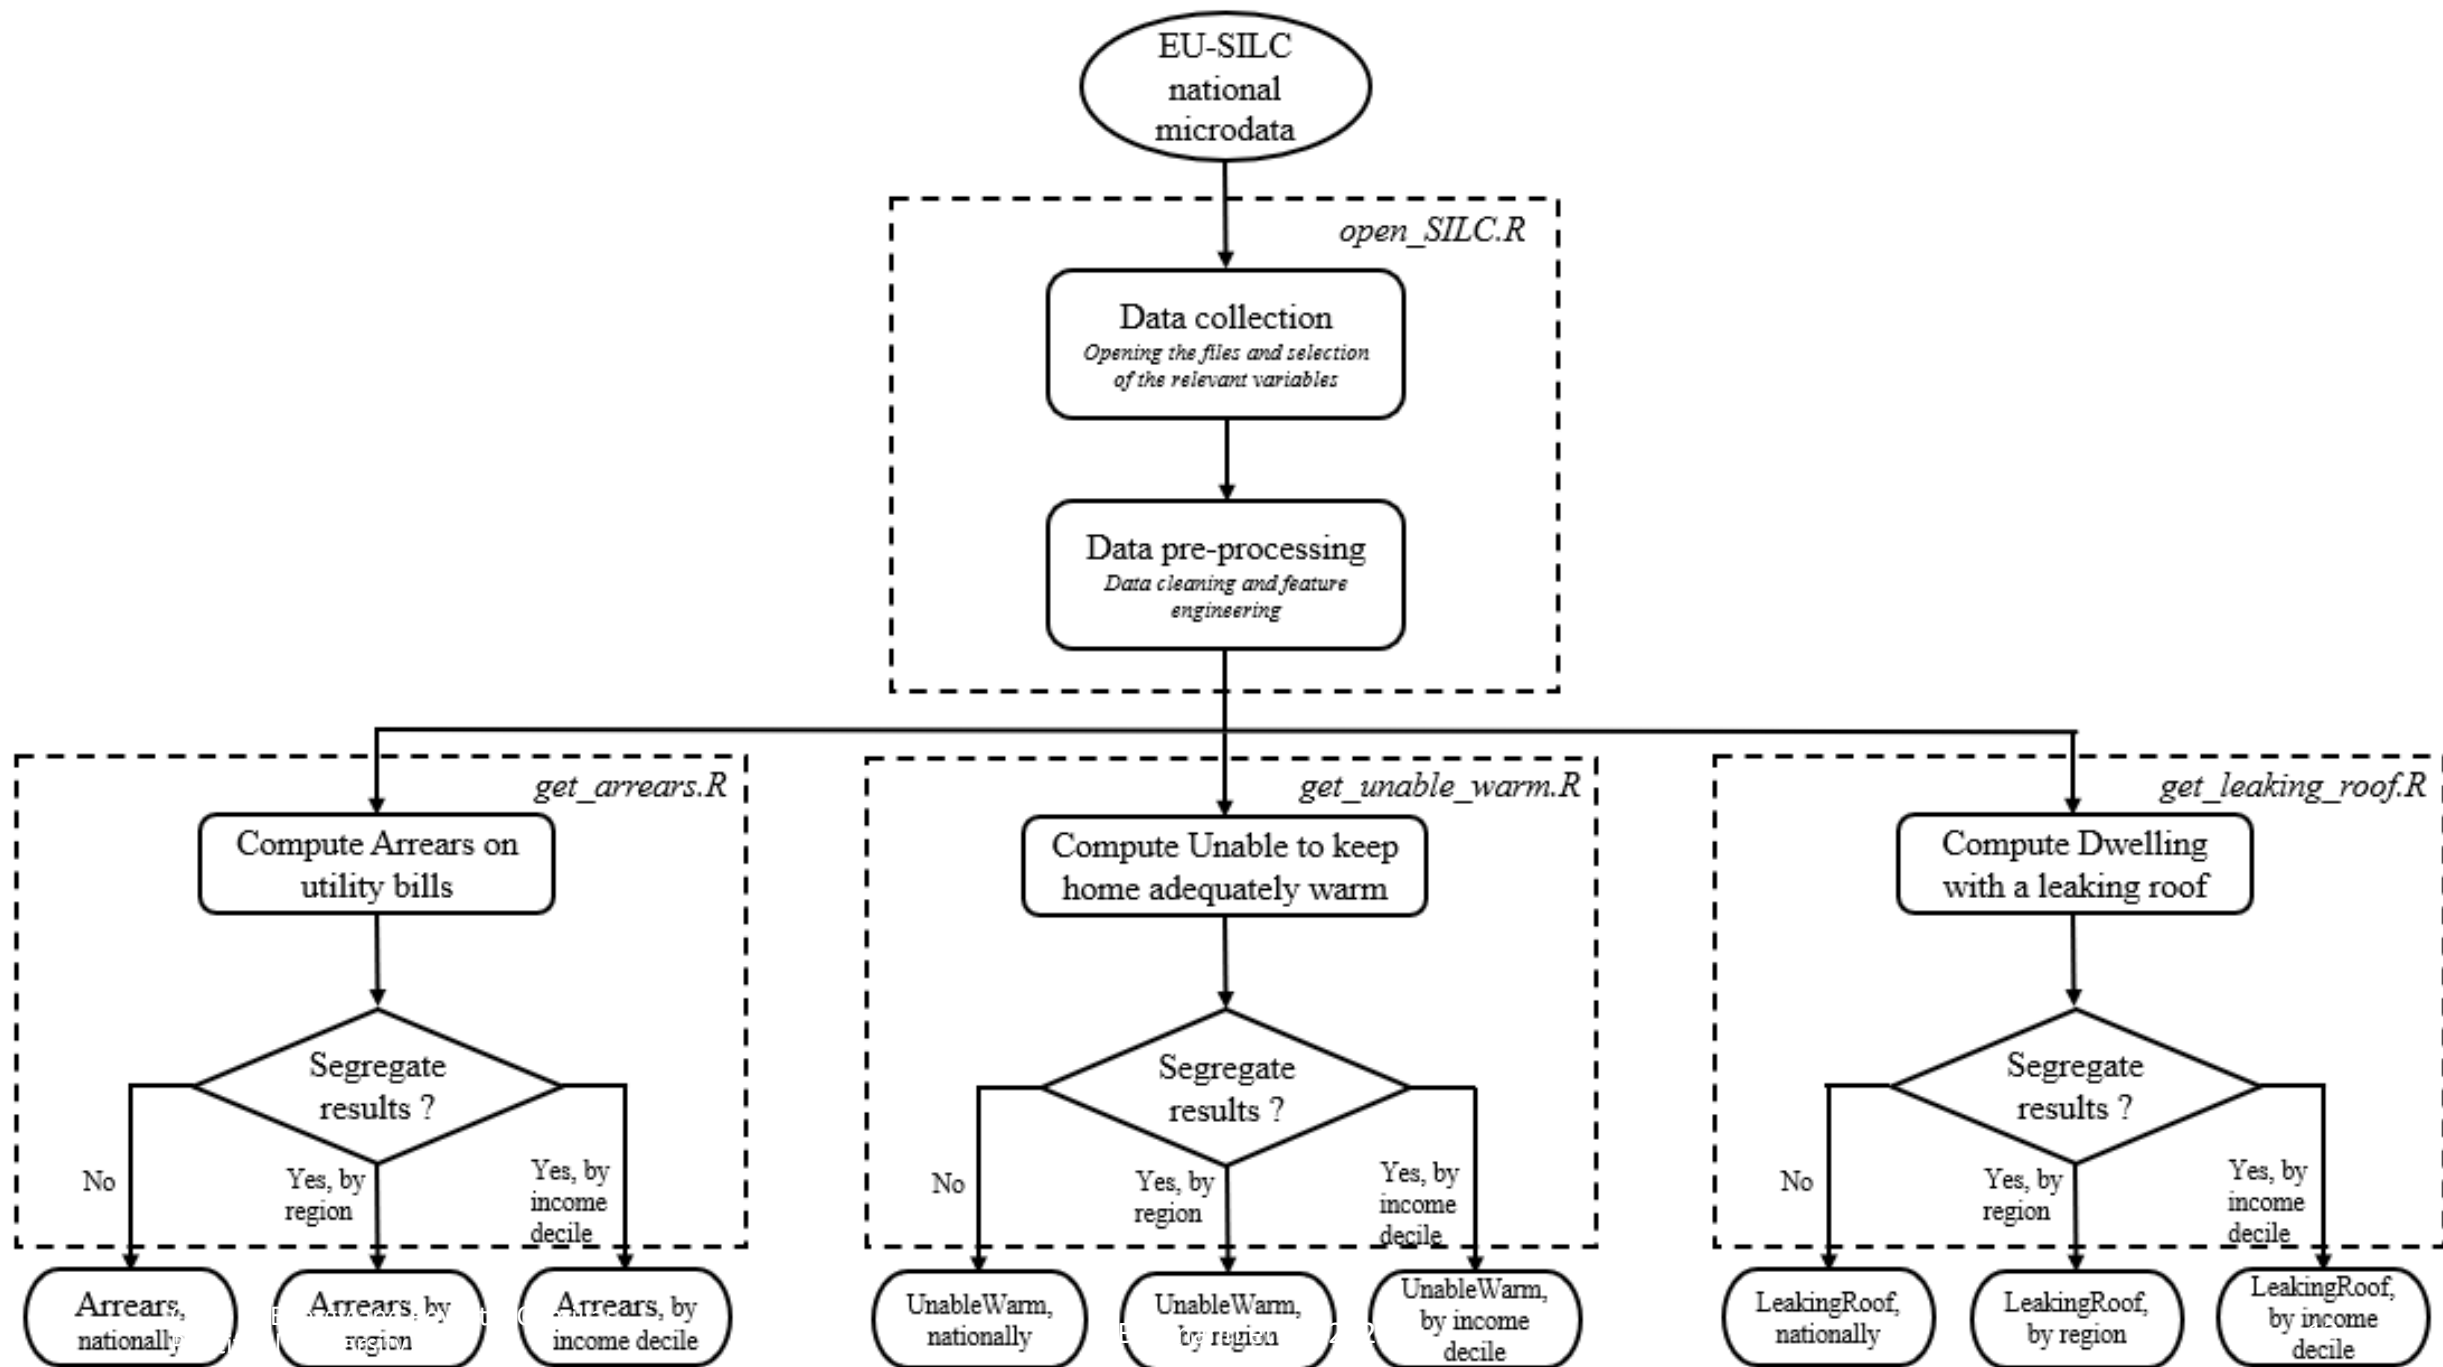 EU-SILC
national
microdata
open_SILC.R
Data collection
Opening the files and selection
of the relevant variables
Data pre-processing
Data cleaning and feature
engineering
get_arrears.R
Compute Arrears on
utility bills
Segregate
results ?
No
Yes, by
region
Yes, by
income
decile
Arrears,
nationally
Arrears, by
region
Arrears, by
income decile
get_unable_warm.R
Compute Unable to keep
home adequately warm
Segregate
results ?
No
Yes, by
region
Yes, by
income
decile
UnableWarm,
nationally
UnableWarm,
by region
UnableWarm,
by income
decile
get_leaking_roof.R
Compute Dwelling
with a leaking roof
Segregate
results ?
No
Yes, by
region
Yes, by
income
decile
LeakingRoof,
nationally
LeakingRoof,
by region
LeakingRoof,
by income
decile